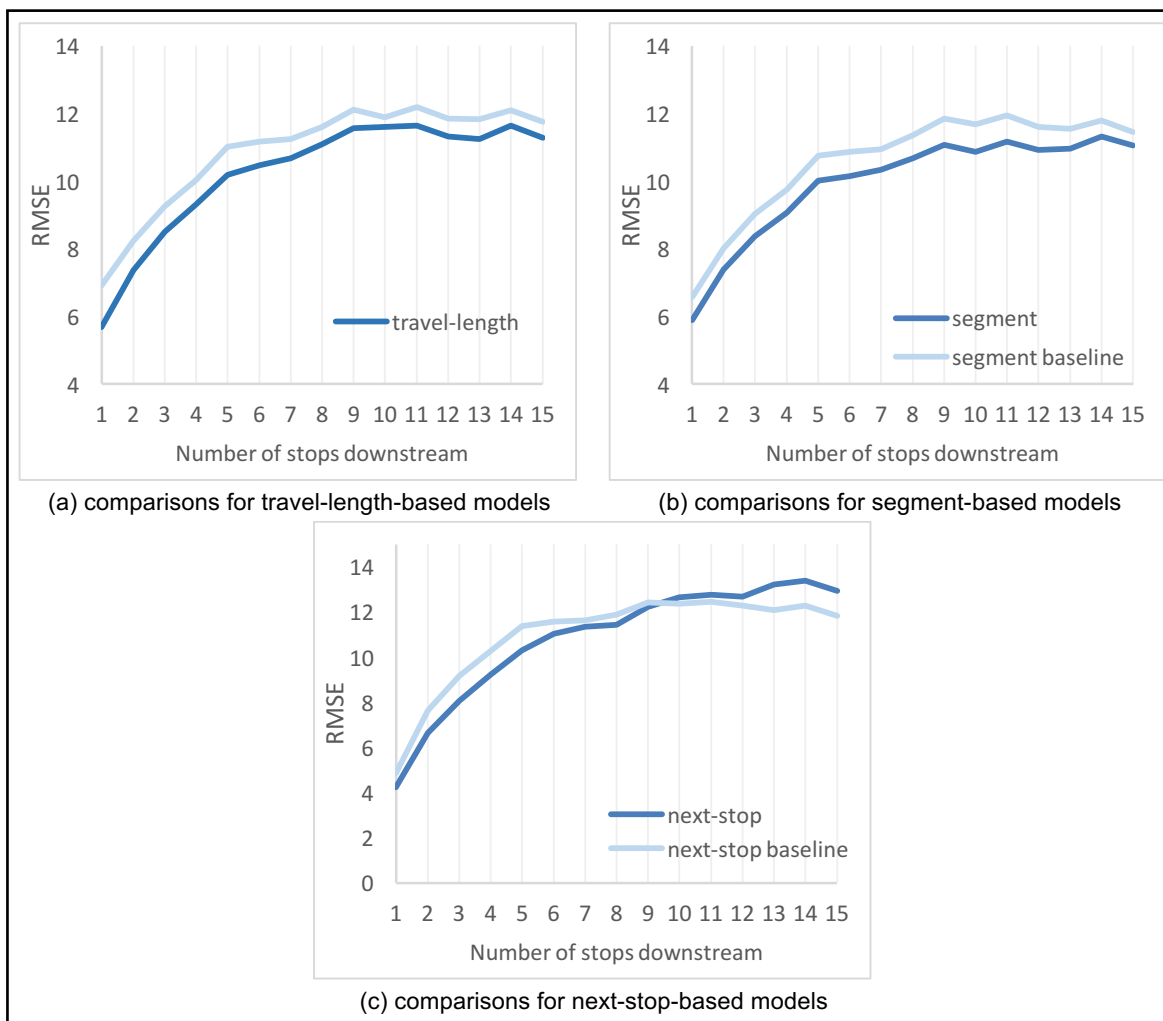 14
12
10
8
6
4
RMSE
travel-length
1 2 3 4 5 6 7 8 9 10 11 12 13 14 15
Number of stops downstream
(a) comparisons for travel-length-based models
14
12
10
8
6
4
RMSE
segment
segment baseline
1 2 3 4 5 6 7 8 9 10 11 12 13 14 15
Number of stops downstream
(b) comparisons for segment-based models
14
12
10
8
6
4
2
0
RMSE
next-stop
next-stop baseline
1 2 3 4 5 6 7 8 9 10 11 12 13 14 15
Number of stops downstream
(c) comparisons for next-stop-based models